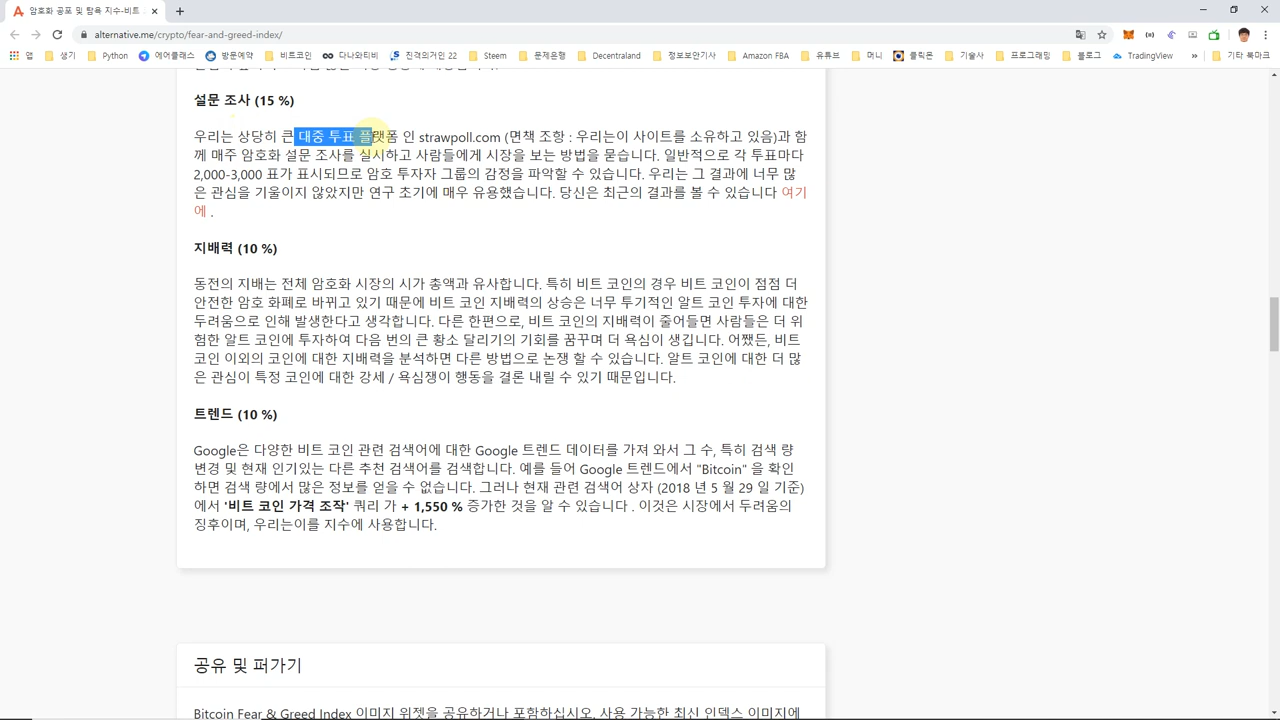 암호화 공포 및 탐욕 지수-비트
alternative.me/crypto/fear-and-greed-index/
앱 생기 Python 에어클래스 방문예약 비트코인 다나와티비 진격의거인 22 Steem 문제은행 Decentraland 정보보안기사 Amazon FBA 유튜브 머니 클릭온 기술사 프로그래밍 블로그 TradingView » 기타 북마크
설문 조사 (15 %)
우리는 상당히 큰 대중 투표 플랫폼 인 strawpoll.com (면책 조항 : 우리는이 사이트를 소유하고 있음)과 함
께 매주 암호화 설문 조사를 실시하고 사람들에게 시장을 보는 방법을 묻습니다. 일반적으로 각 투표마다
2,000-3,000 표가 표시되므로 암호 투자자 그룹의 감정을 파악할 수 있습니다. 우리는 그 결과에 너무 많
은 관심을 기울이지 않았지만 연구 초기에 매우 유용했습니다. 당신은 최근의 결과를 볼 수 있습니다 여기
에 .
지배력 (10 %)
동전의 지배는 전체 암호화 시장의 시가 총액과 유사합니다. 특히 비트 코인의 경우 비트 코인이 점점 더
안전한 암호 화폐로 바뀌고 있기 때문에 비트 코인 지배력의 상승은 너무 투기적인 알트 코인 투자에 대한
두려움으로 인해 발생한다고 생각합니다. 다른 한편으로, 비트 코인의 지배력이 줄어들면 사람들은 더 위
험한 알트 코인에 투자하여 다음 번의 큰 황소 달리기의 기회를 꿈꾸며 더 욕심이 생깁니다. 어쨌든, 비트
코인 이외의 코인에 대한 지배력을 분석하면 다른 방법으로 논쟁 할 수 있습니다. 알트 코인에 대한 더 많
은 관심이 특정 코인에 대한 강세 / 욕심쟁이 행동을 결론 내릴 수 있기 때문입니다.
트렌드 (10 %)
Google은 다양한 비트 코인 관련 검색어에 대한 Google 트렌드 데이터를 가져 와서 그 수, 특히 검색 량
변경 및 현재 인기있는 다른 추천 검색어를 검색합니다. 예를 들어 Google 트렌드에서 "Bitcoin" 을 확인
하면 검색 량에서 많은 정보를 얻을 수 없습니다. 그러나 현재 관련 검색어 상자 (2018 년 5 월 29 일 기준)
에서 '비트 코인 가격 조작' 쿼리 가 + 1,550 % 증가한 것을 알 수 있습니다 . 이것은 시장에서 두려움의
징후이며, 우리는이를 지수에 사용합니다.
공유 및 퍼가기
Bitcoin Fear & Greed Index 이미지 위젯을 공유하거나 포함하십시오. 사용 가능한 최신 인덱스 이미지에